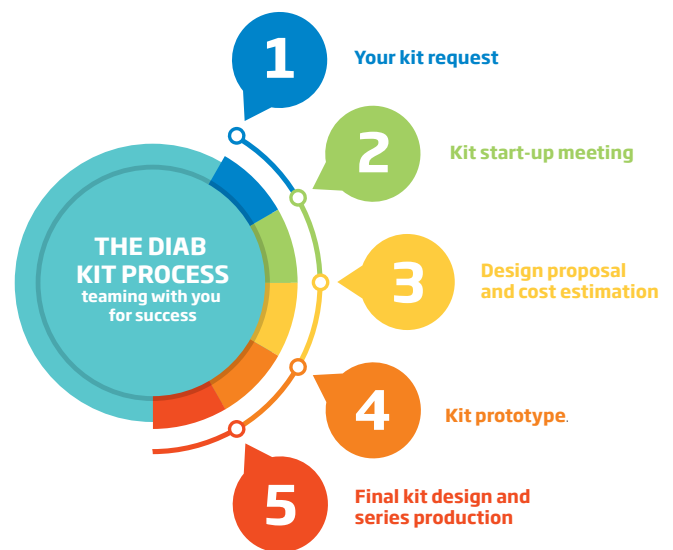 1
Your kit request
2
Kit start-up meeting
THE DIAB
KIT PROCESS
teaming with you
for success
3
Design proposal
and cost estimation
4
Kit prototype.
5
Final kit design and
series production